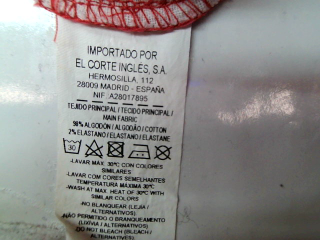 IMPORTADO POR
EL CORTE INGLES, S.A.
HERMOSILLA, 112
28009 MADRID - ESPAÑA
NIF.:A28017895
TEJIDO PRINCIPAL / TECIDO PRINCIPAL /
MAIN FABRIC
98% ALGODÓN / ALGODÃO / COTTON
2% ELASTANO / ELASTANO / ELASTANE
30
-LAVAR MAX. 30ºC CON COLORES
SIMILARES
-LAVAR COM CORES SEMELHANTES
TEMPERATURA MÁXIMA 30ºC
-WASH AT MAX. HEAT OF 30ºC WITH
SIMILAR COLORS
-NO BLANQUEAR (LEJIA /
ALTERNATIVOS)
-NÃO PERMITIDO O BRANQUEAMENTO
(LIXÍVIA / ALTERNATIVOS)
-DO NOT BLEACH (BLEACH /
ALTERNATIVES)